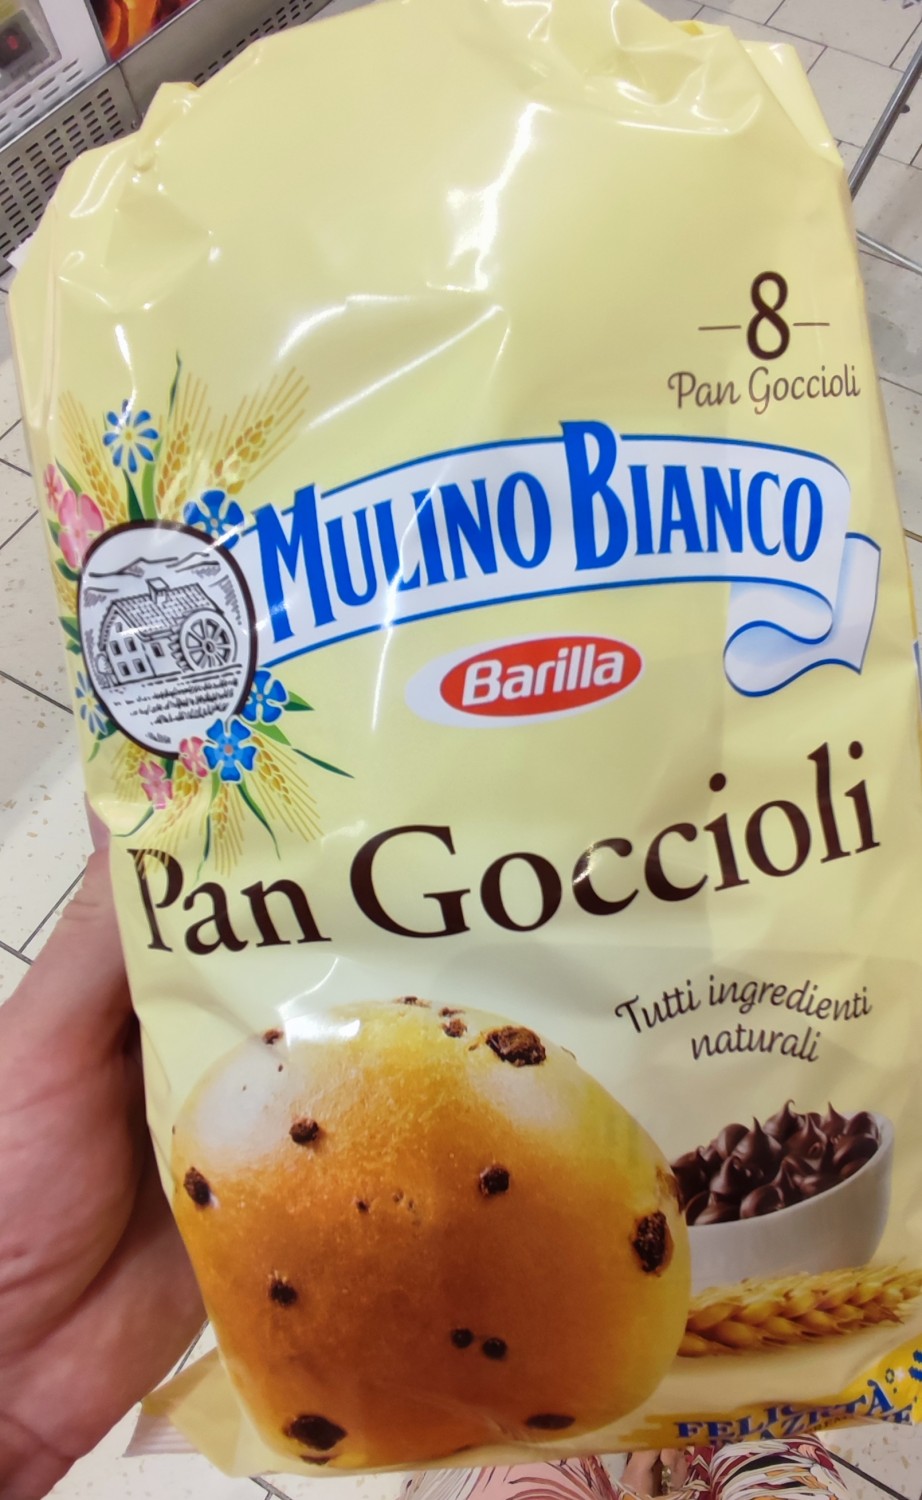 8
Pan Goccioli
MULINO BIANCO
Barilla
Pan Goccioli
Tutti ingredienti
naturali